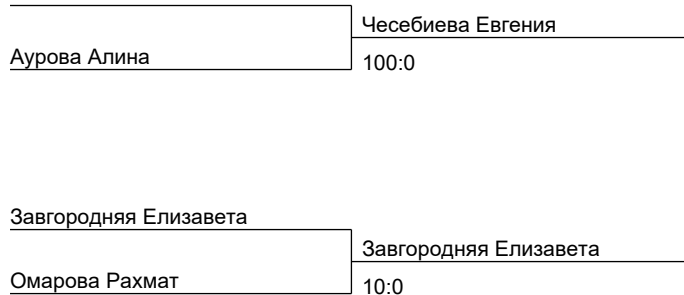 Чесебиева Евгения
Аурова Алина
100:0
Завгородняя Елизавета
Завгородняя Елизавета
Омарова Рахмат
10:0